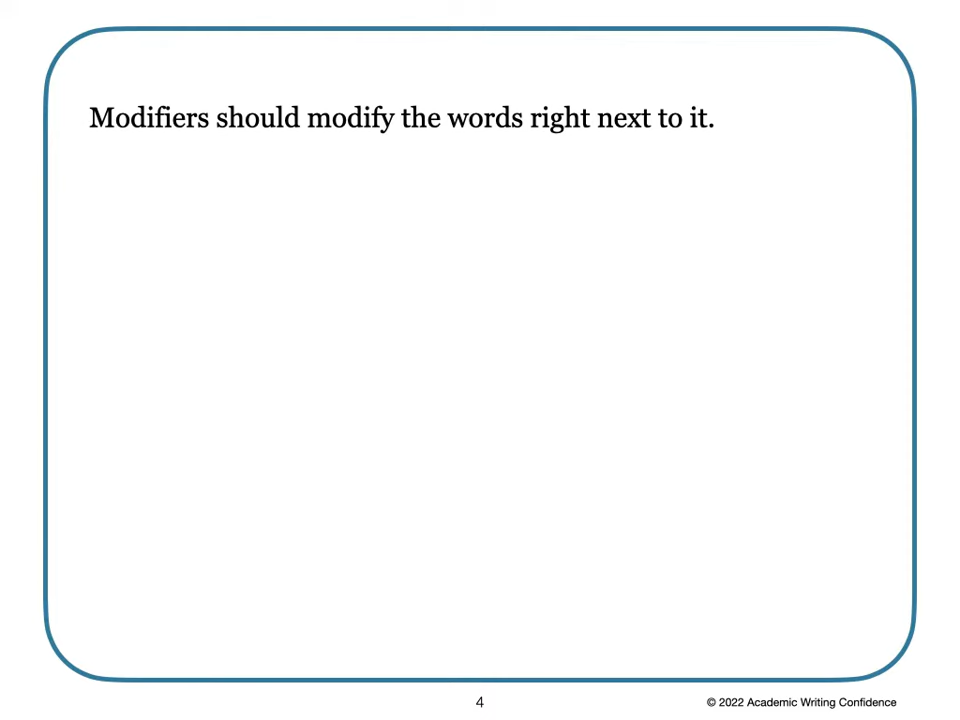 Modifiers should modify the words right next to it.
4
© 2022 Academic Writing Confidence